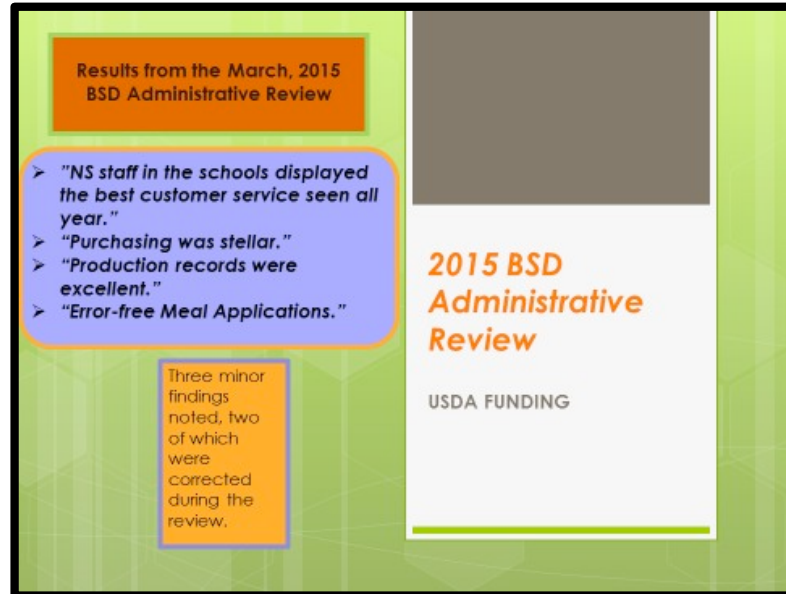 Results from the March, 2015
BSD Administrative Review
➢ "NS staff in the schools displayed
the best customer service seen all
year."
➢ "Purchasing was stellar."
➢ "Production records were
excellent."
➢ "Error-free Meal Applications."
Three minor
findings
noted, two
of which
were
corrected
during the
review.
2015 BSD
Administrative
Review
USDA FUNDING